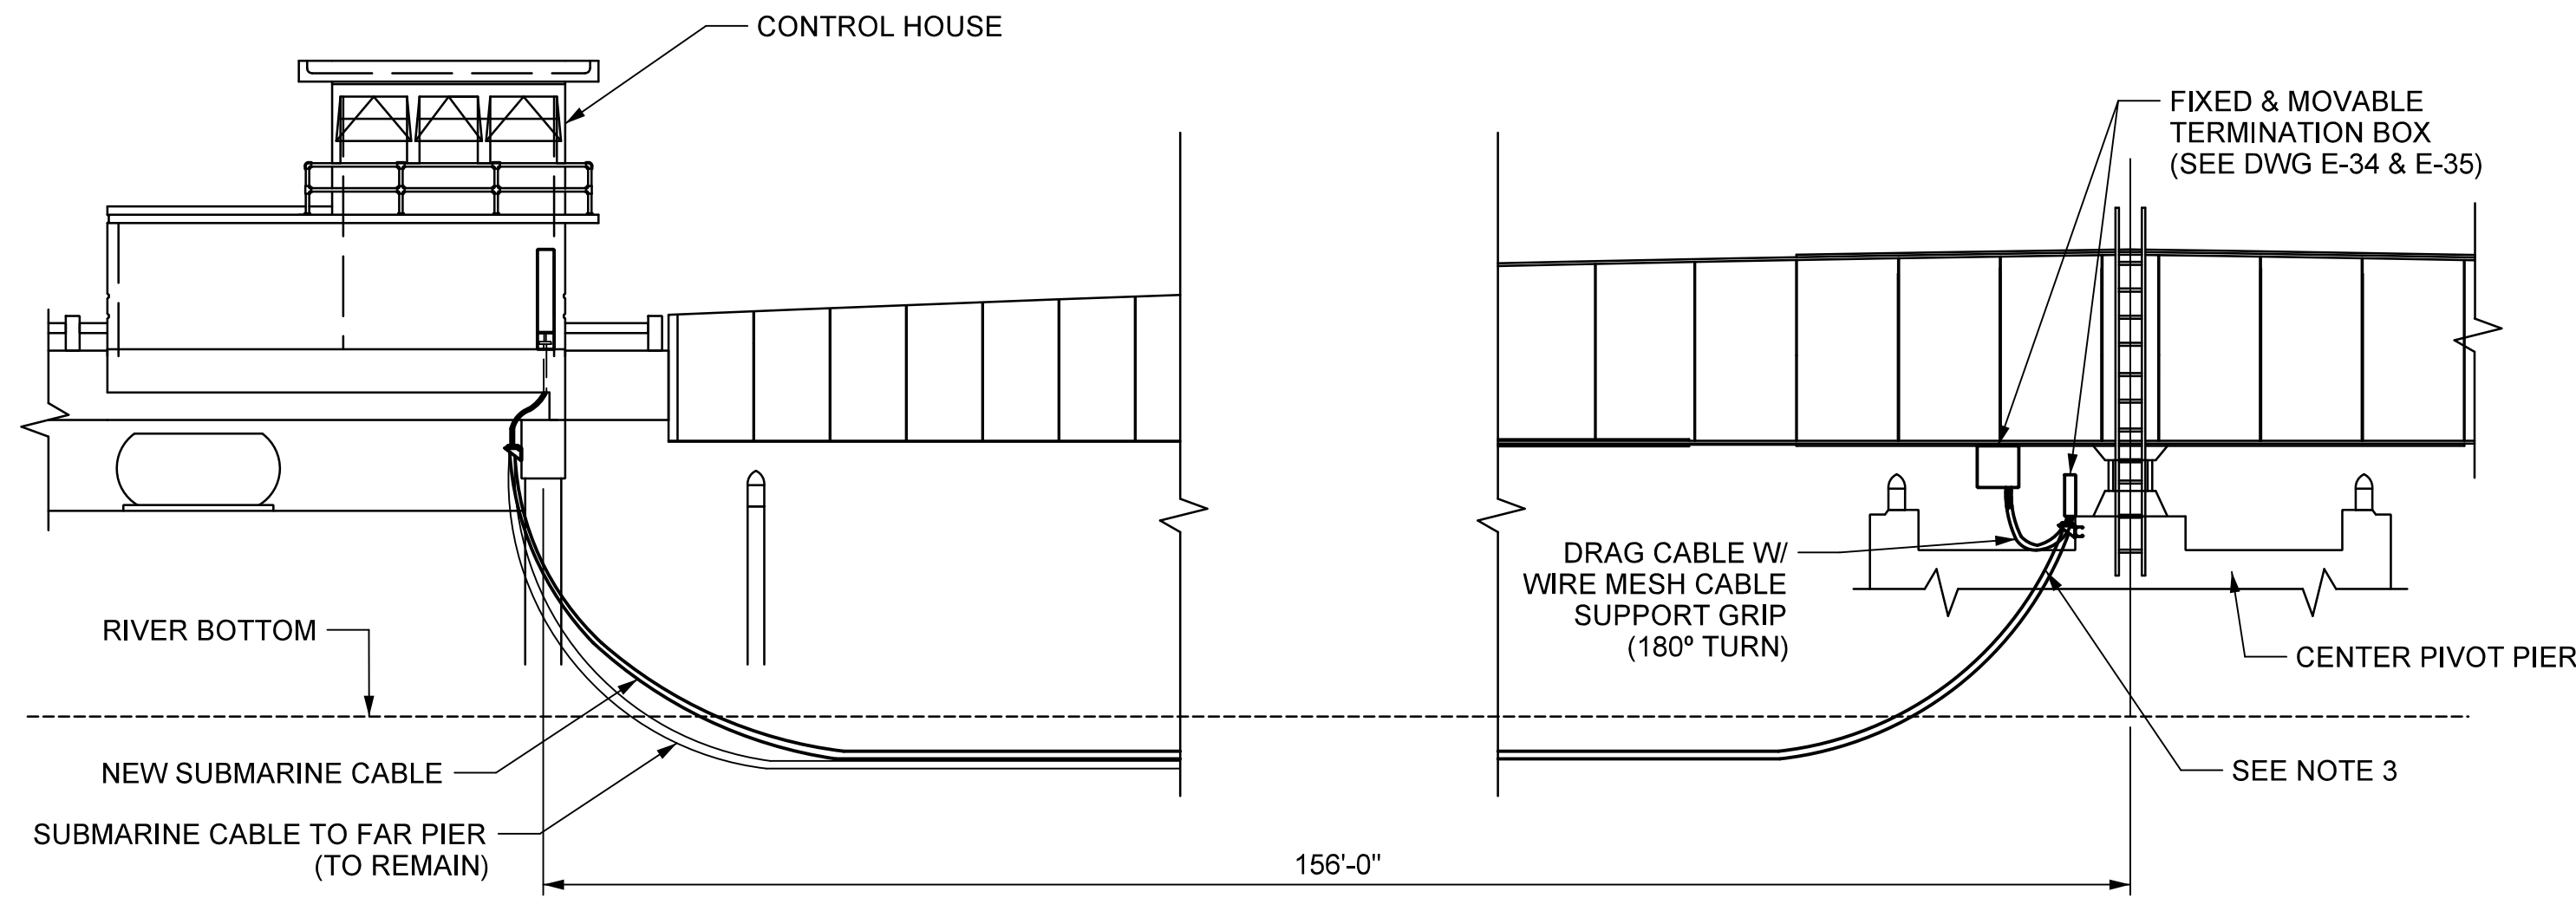 CONTROL HOUSE
FIXED & MOVABLE
TERMINATION BOX
(SEE DWG E-34 & E-35)
DRAG CABLE W/
WIRE MESH CABLE
SUPPORT GRIP
(180º TURN)
RIVER BOTTOM
CENTER PIVOT PIER
NEW SUBMARINE CABLE
SEE NOTE 3
SUBMARINE CABLE TO FAR PIER
(TO REMAIN)
156'-0"